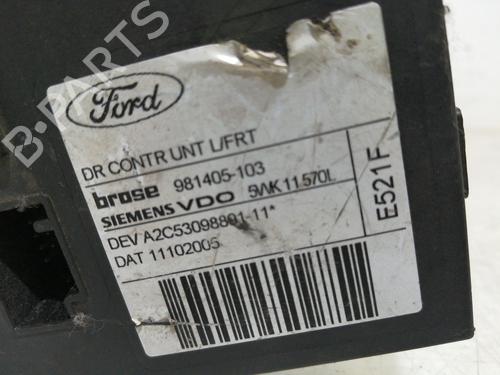 Ford
DR CONTR UNT L/FRT
brose 981405-103
SIEMENS VDO 5WK11570L
DEV A2C53098801-11*
DAT 11102005
E521F
B-PARTS